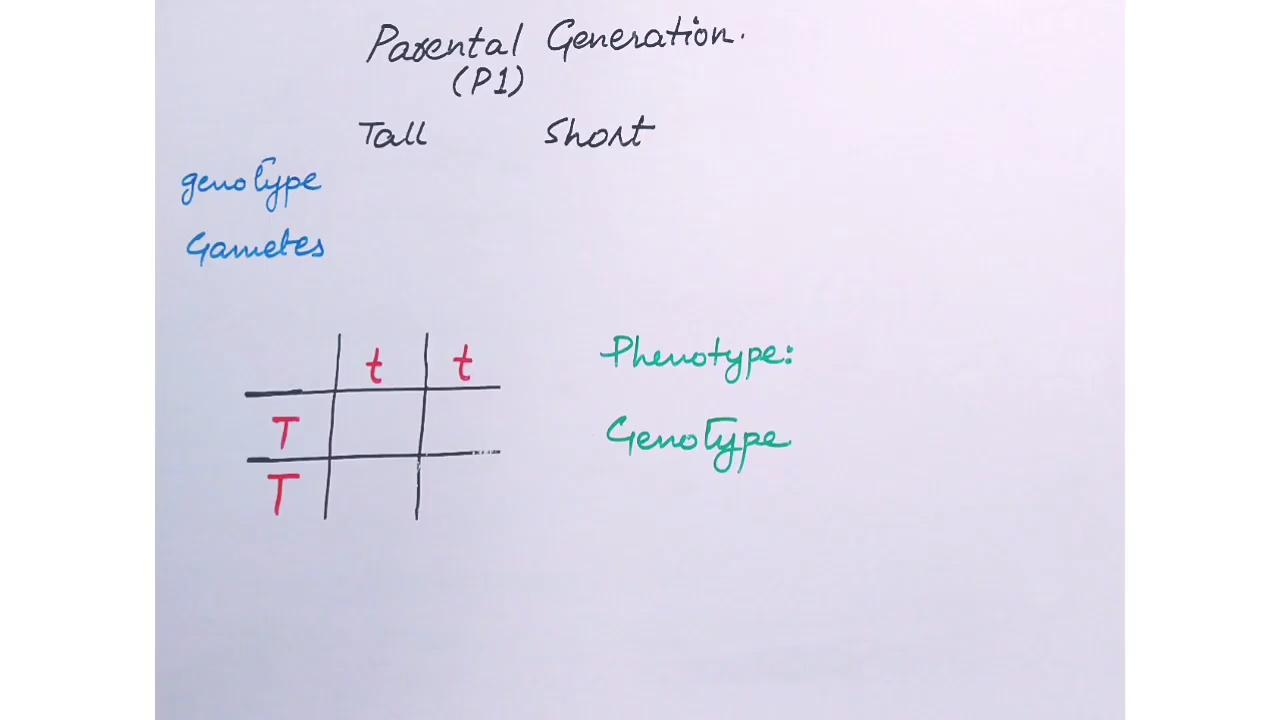 Parental Generation.
(P1)
Tall Short
genotype
Gametes
t t
T
T
Phenotype:
Genotype